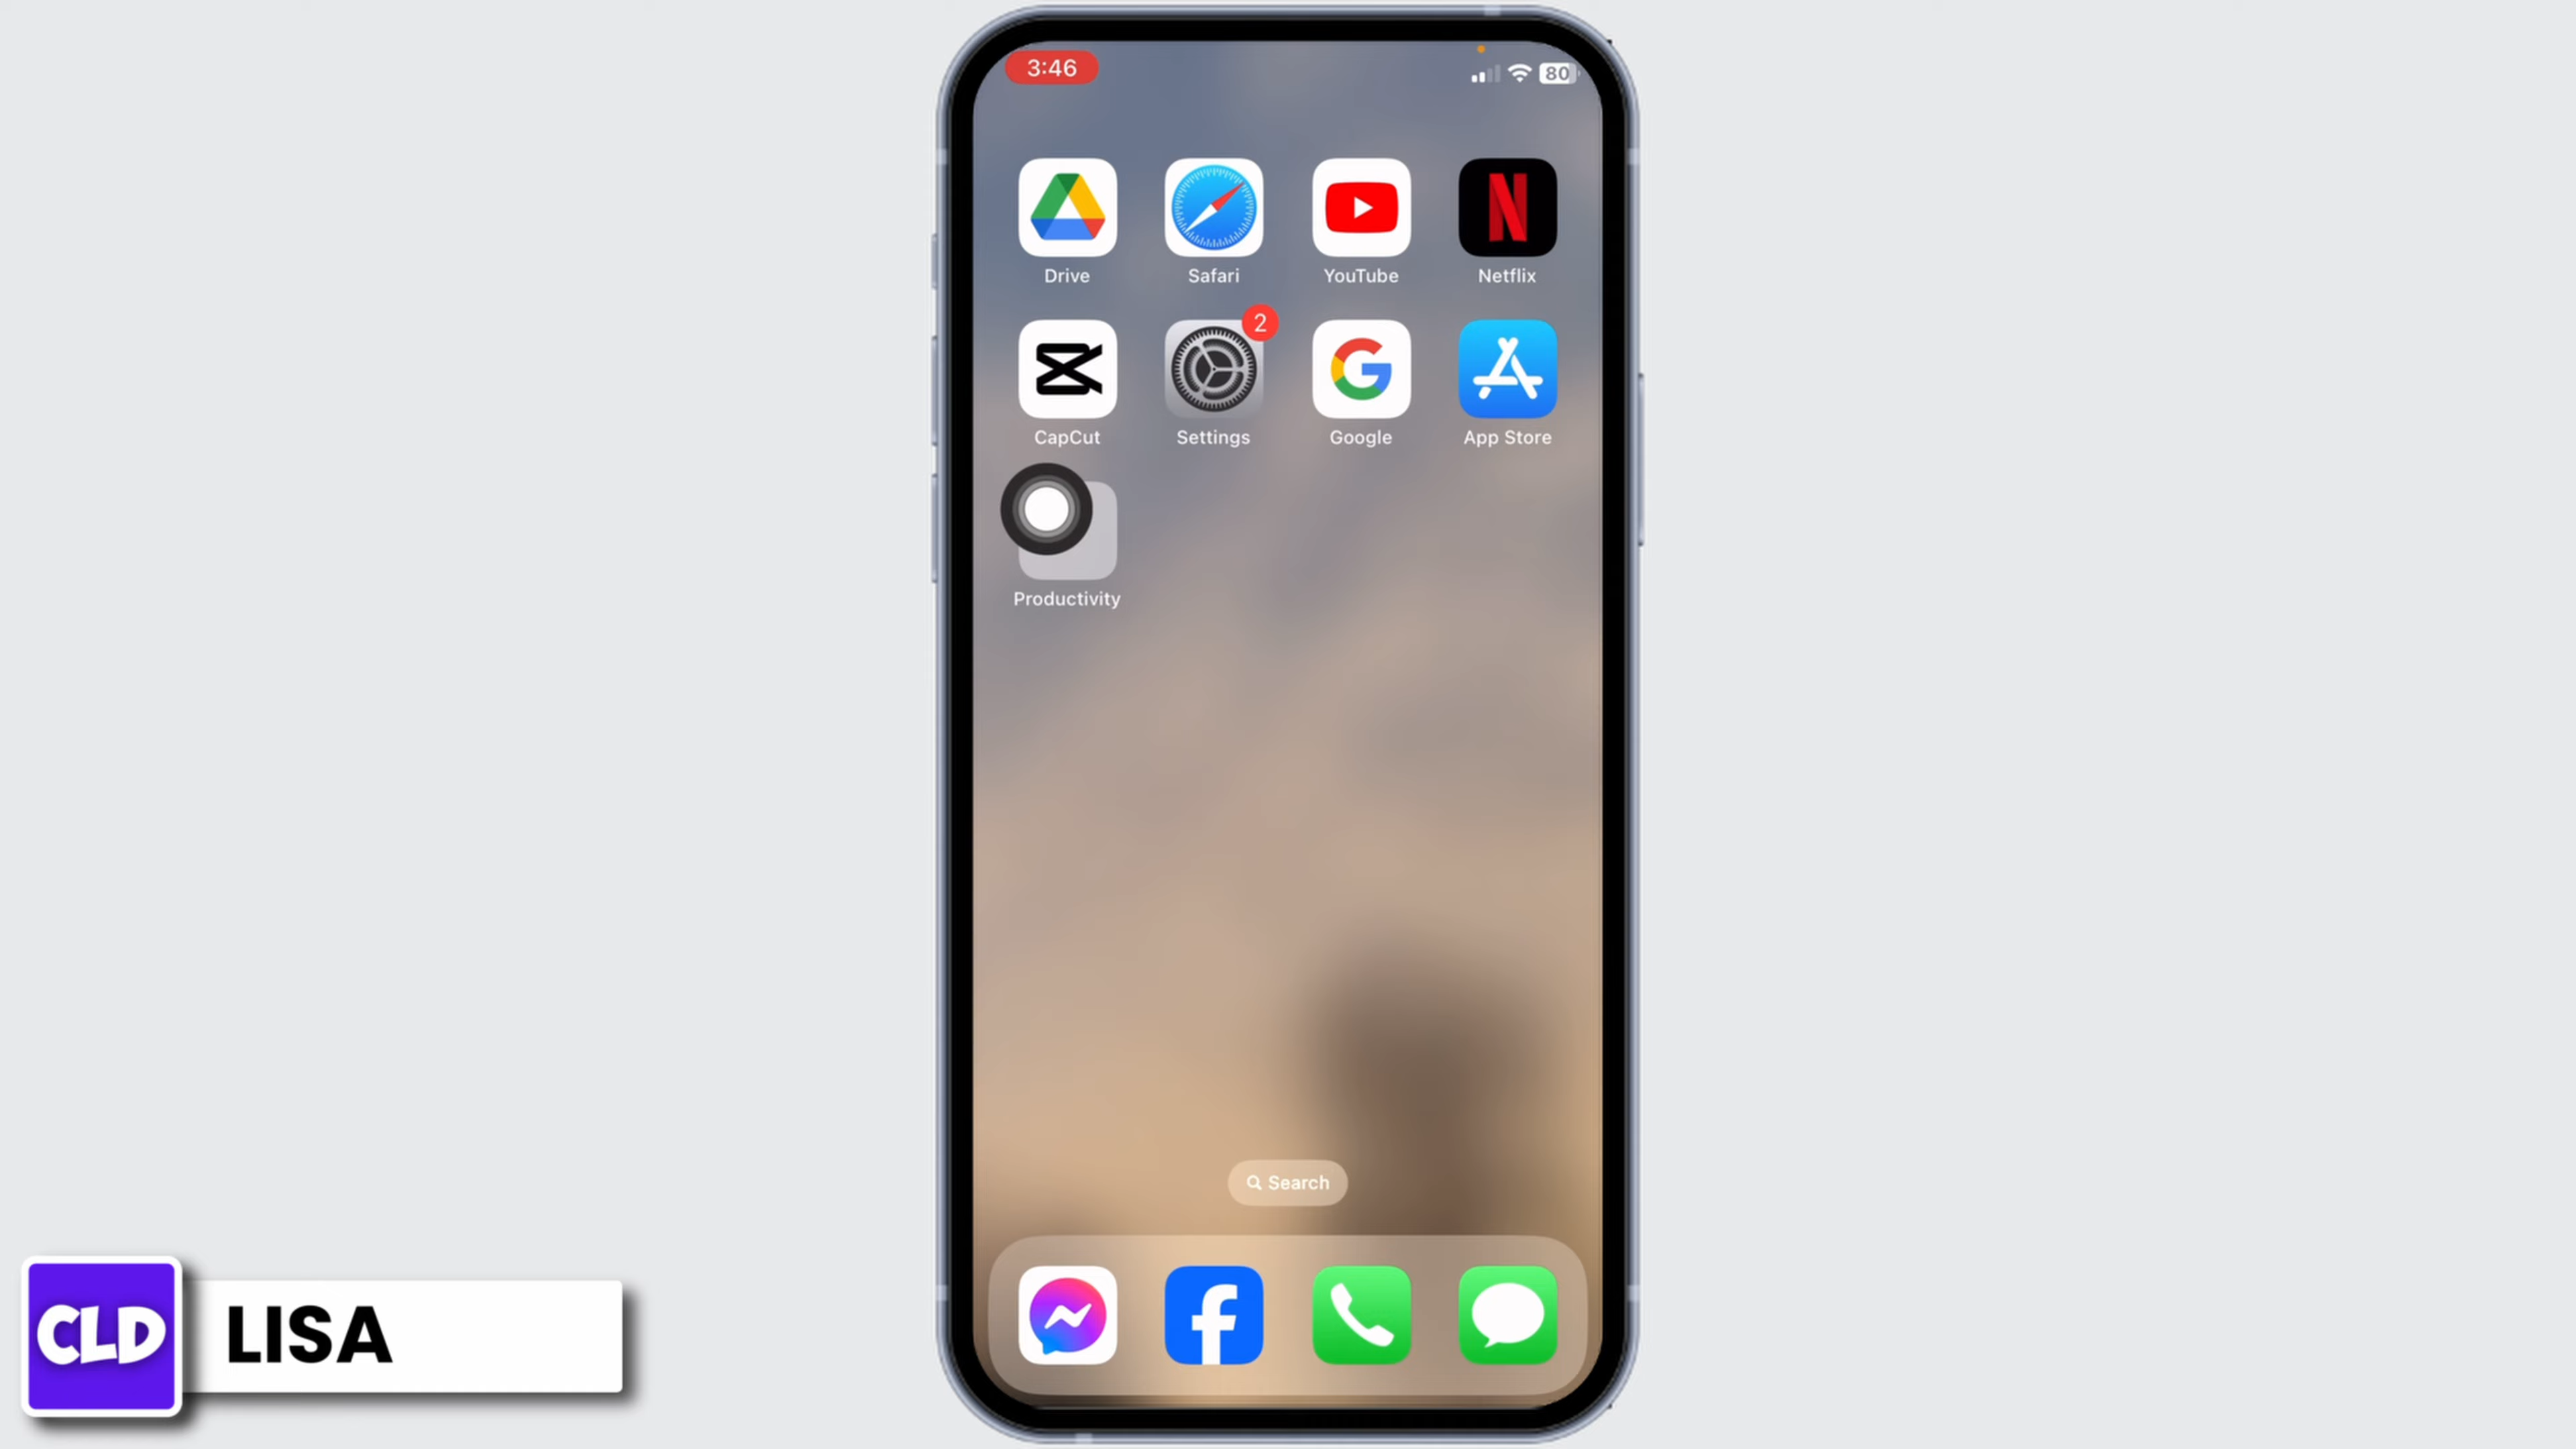 3:46
80
Drive Safari YouTube Netflix
2
CapCut Settings Google App Store
Productivity
Search
CLD LISA